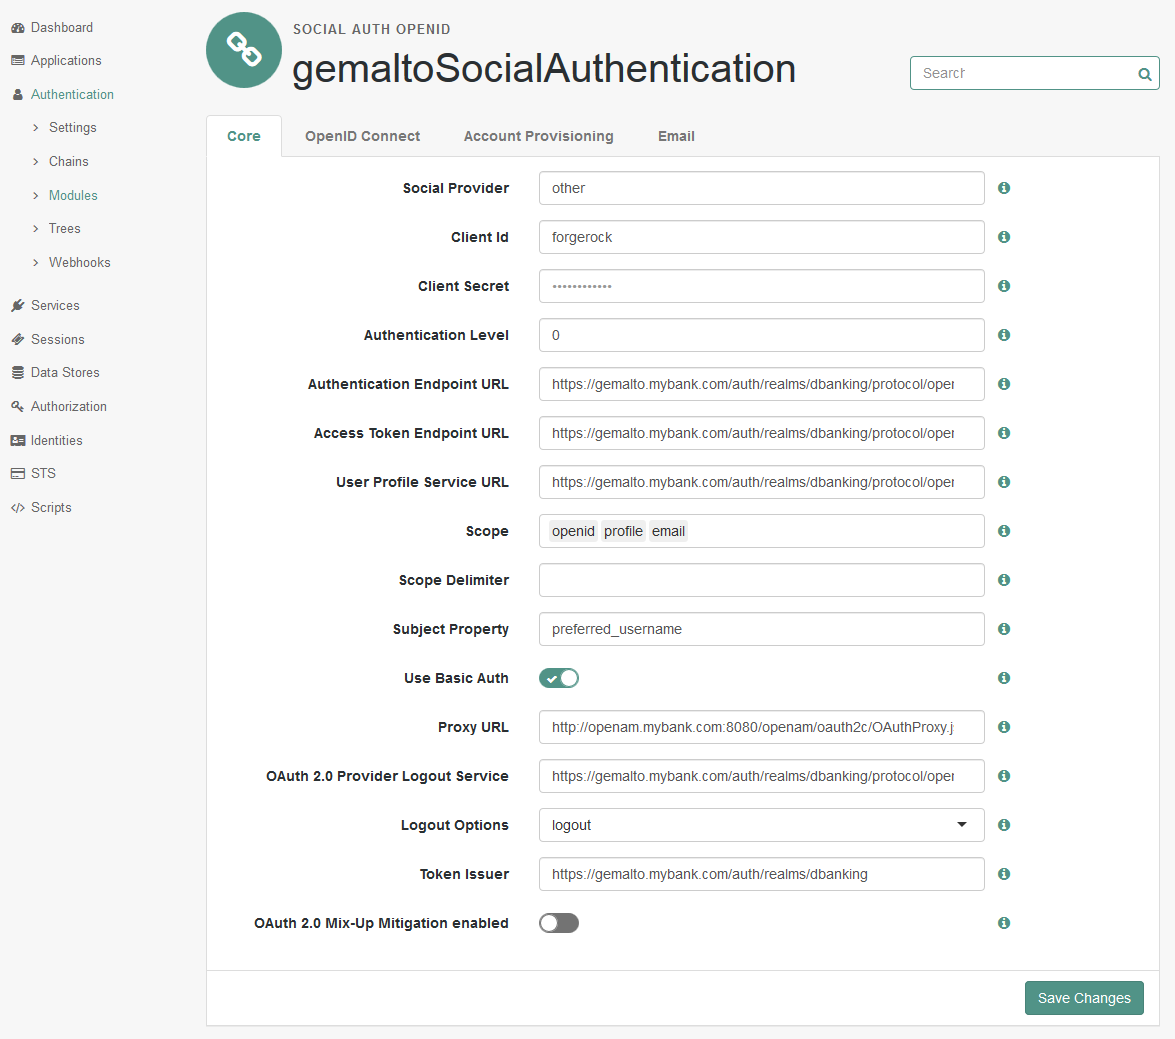 Dashboard
Applications
Authentication
Settings
Chains
Modules
Trees
Webhooks
Services
Sessions
Data Stores
Authorization
Identities
STS
Scripts
SOCIAL AUTH OPENID
gemaltoSocialAuthentication
Search
Core OpenID Connect Account Provisioning Email
Social Provider other
Client Id forgerock
Client Secret ············
Authentication Level 0
Authentication Endpoint URL https://gemalto.mybank.com/auth/realms/dbanking/protocol/oper
Access Token Endpoint URL https://gemalto.mybank.com/auth/realms/dbanking/protocol/oper
User Profile Service URL https://gemalto.mybank.com/auth/realms/dbanking/protocol/oper
Scope openid profile email
Scope Delimiter
Subject Property preferred_username
Use Basic Auth
Proxy URL http://openam.mybank.com:8080/openam/oauth2c/OAuthProxy.j
OAuth 2.0 Provider Logout Service https://gemalto.mybank.com/auth/realms/dbanking/protocol/oper
Logout Options logout
Token Issuer https://gemalto.mybank.com/auth/realms/dbanking
OAuth 2.0 Mix-Up Mitigation enabled
Save Changes